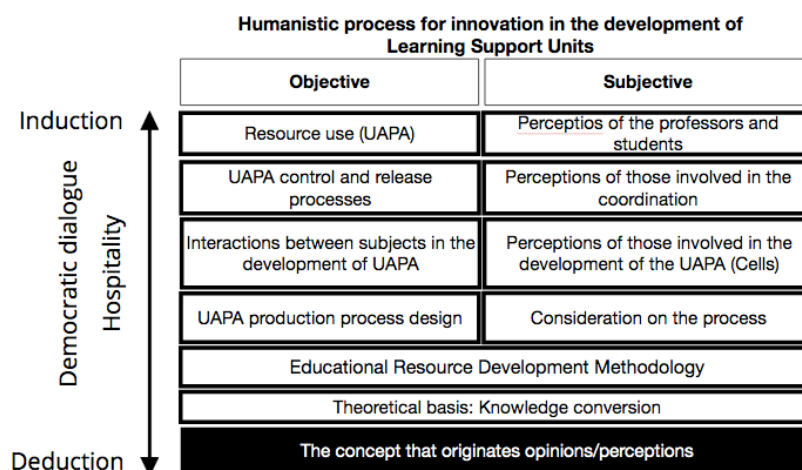 Humanistic process for innovation in the development of
Learning Support Units
Objective
Subjective
Induction
Democratic dialogue
Hospitality
Deduction
Resource use (UAPA)
Perceptios of the professors and
students
UAPA control and release
processes
Perceptions of those involved in the
coordination
Interactions between subjects in the
development of UAPA
Perceptions of those involved in the
development of the UAPA (Cells)
UAPA production process design
Consideration on the process
Educational Resource Development Methodology
Theoretical basis: Knowledge conversion
The concept that originates opinions/perceptions